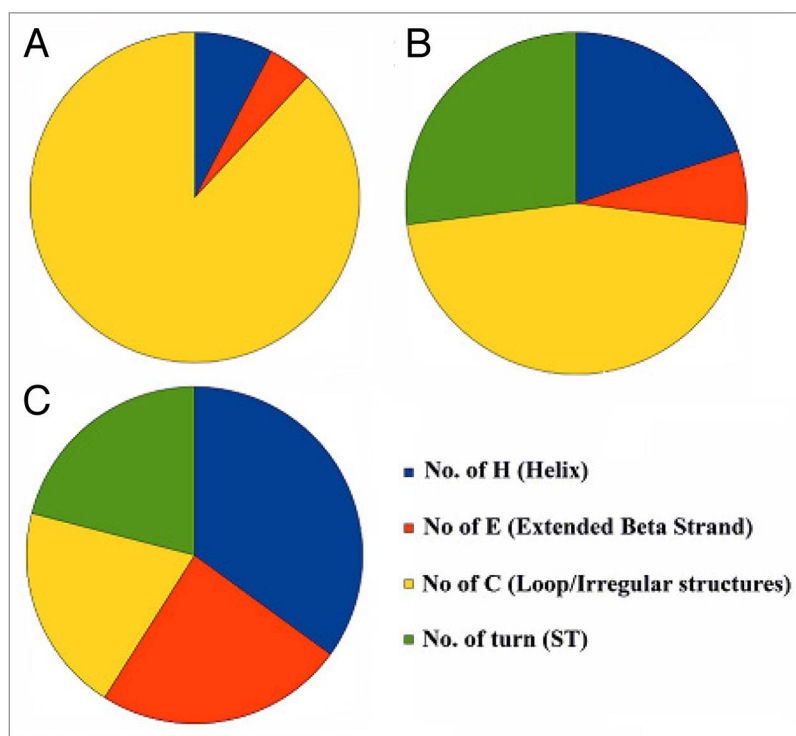 A
B
C
No. of H (Helix)
No of E (Extended Beta Strand)
No of C (Loop/Irregular structures)
No. of turn (ST)